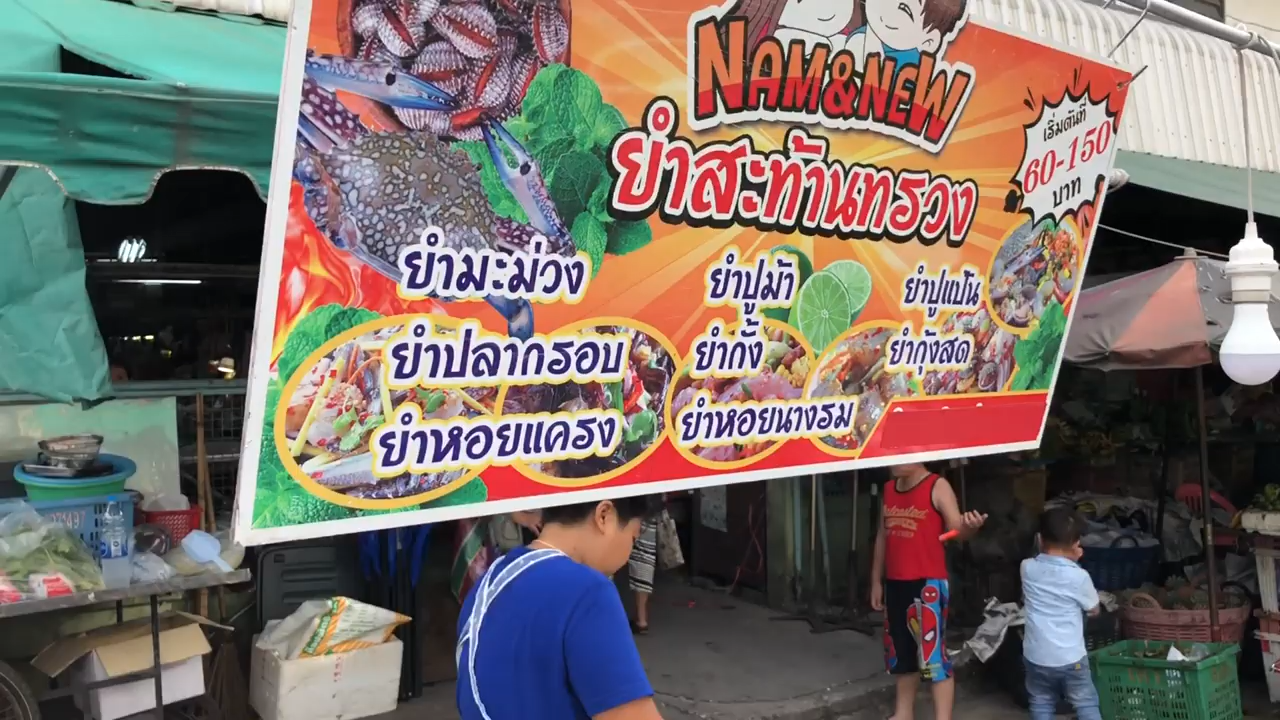 NAM&NEW
ยำสะท้านทรวง
เริ่มต้นที่
60-150
บาท
ยำมะม่วง
ยำปลากรอบ
ยำหอยแครง
ยำปูม้า
ยำกั้ง
ยำหอยนางรม
ยำปูแป้น
ยำกุ้งสด